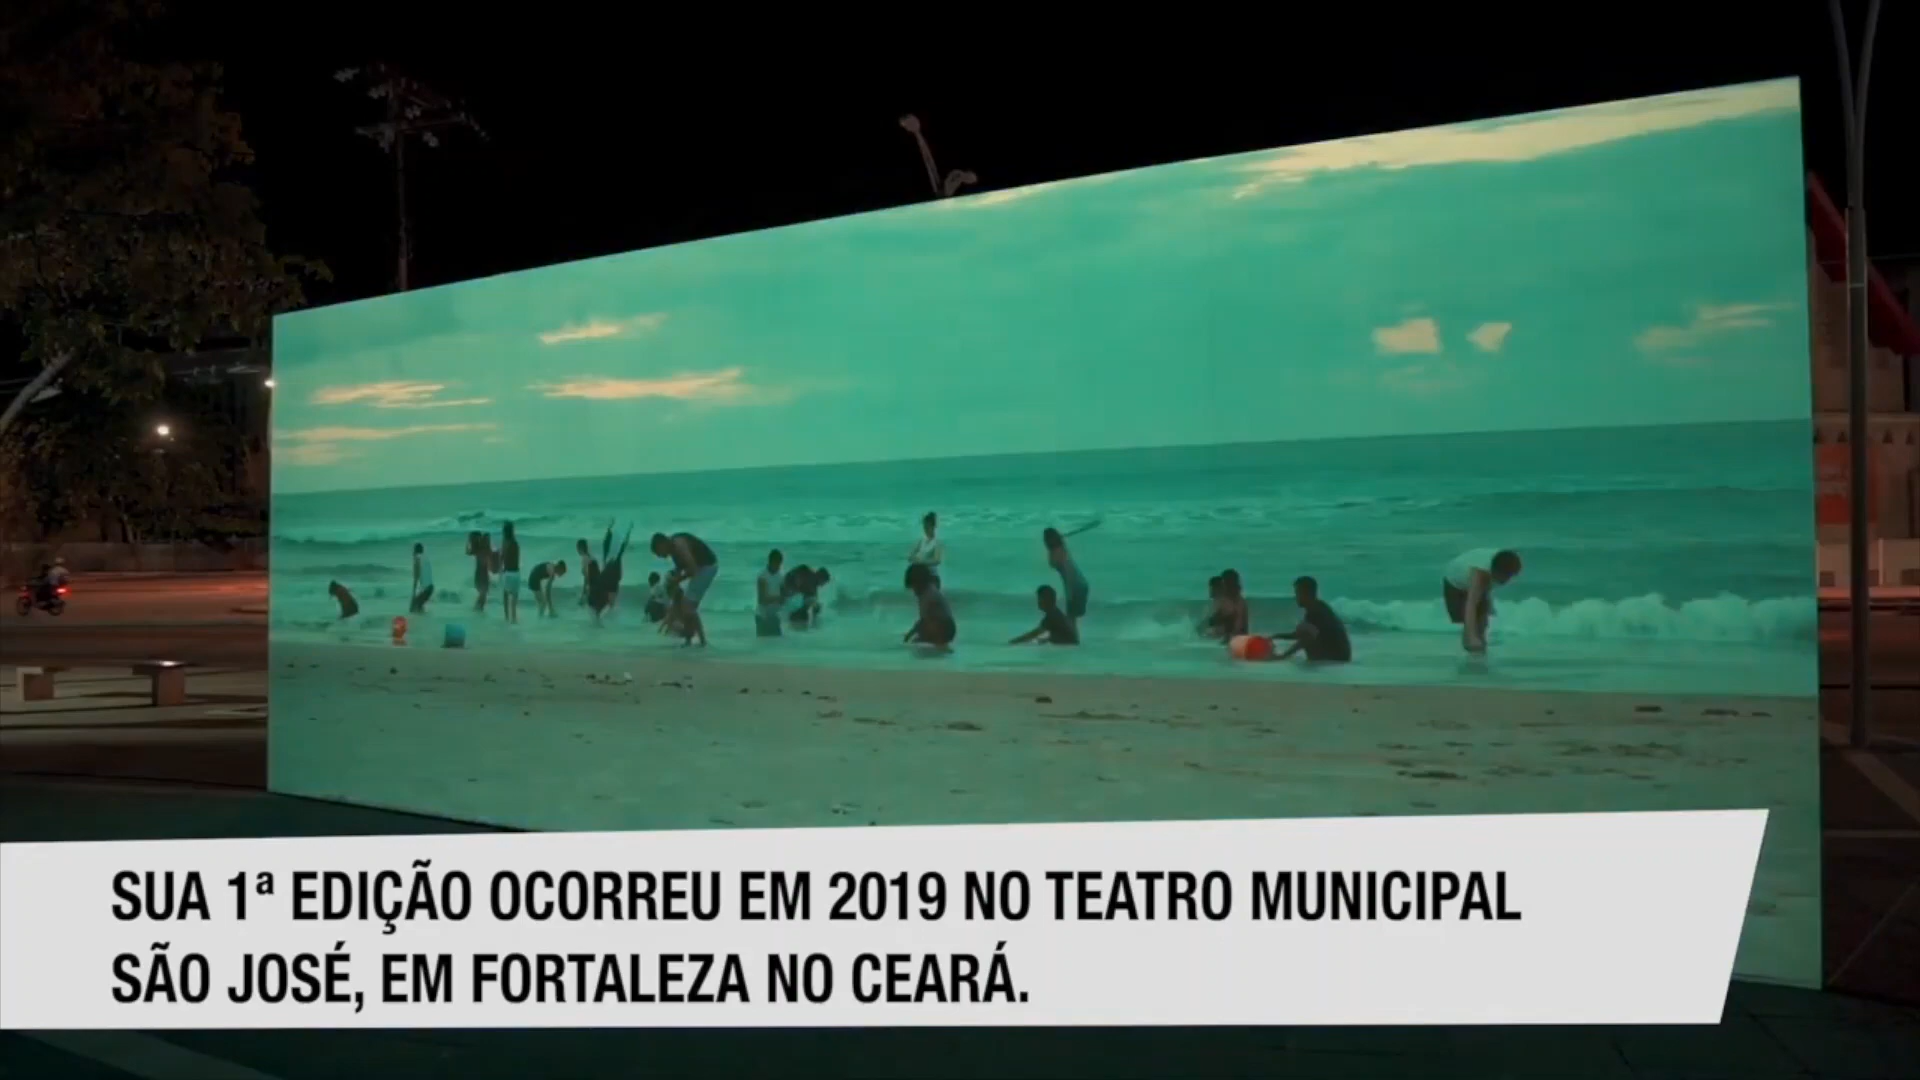 SUA 1ª EDIÇÃO OCORREU EM 2019 NO TEATRO MUNICIPAL
SÃO JOSÉ, EM FORTALEZA NO CEARÁ.